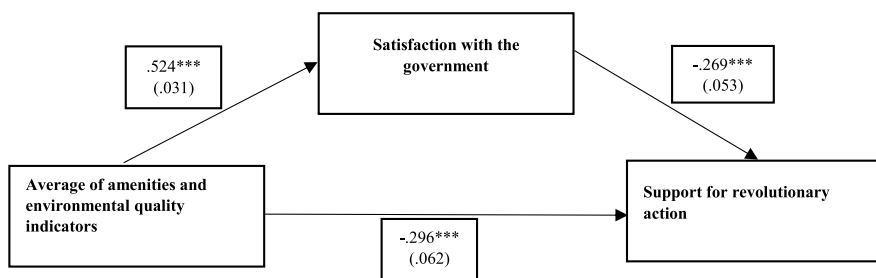 Satisfaction with the
government
.524***
(.031)
-.269***
(.053)
Average of amenities and
environmental quality
indicators
Support for revolutionary
action
-.296***
(.062)